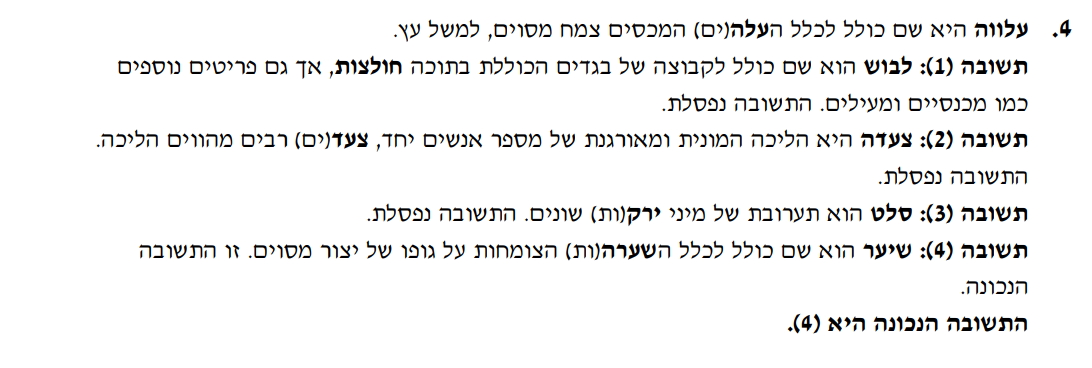 4. עלווה היא שם כולל לכלל העלה(ים) המכסים צמח מסוים, למשל עץ.
תשובה (1): לבוש הוא שם כולל לקבוצה של בגדים הכוללת בתוכה חולצות, אך גם פריטים נוספים
כמו מכנסיים ומעילים. התשובה נפסלת.
תשובה (2): צעדה היא הליכה המונית ומאורגנת של מספר אנשים יחד, צעד(ים) רבים מהווים הליכה.
התשובה נפסלת.
תשובה (3): סלט הוא תערובת של מיני ירק(ות) שונים. התשובה נפסלת.
תשובה (4): שיער הוא שם כולל לכלל השערה(ות) הצומחות על גופו של יצור מסוים. זו התשובה
הנכונה.
התשובה הנכונה היא (4).